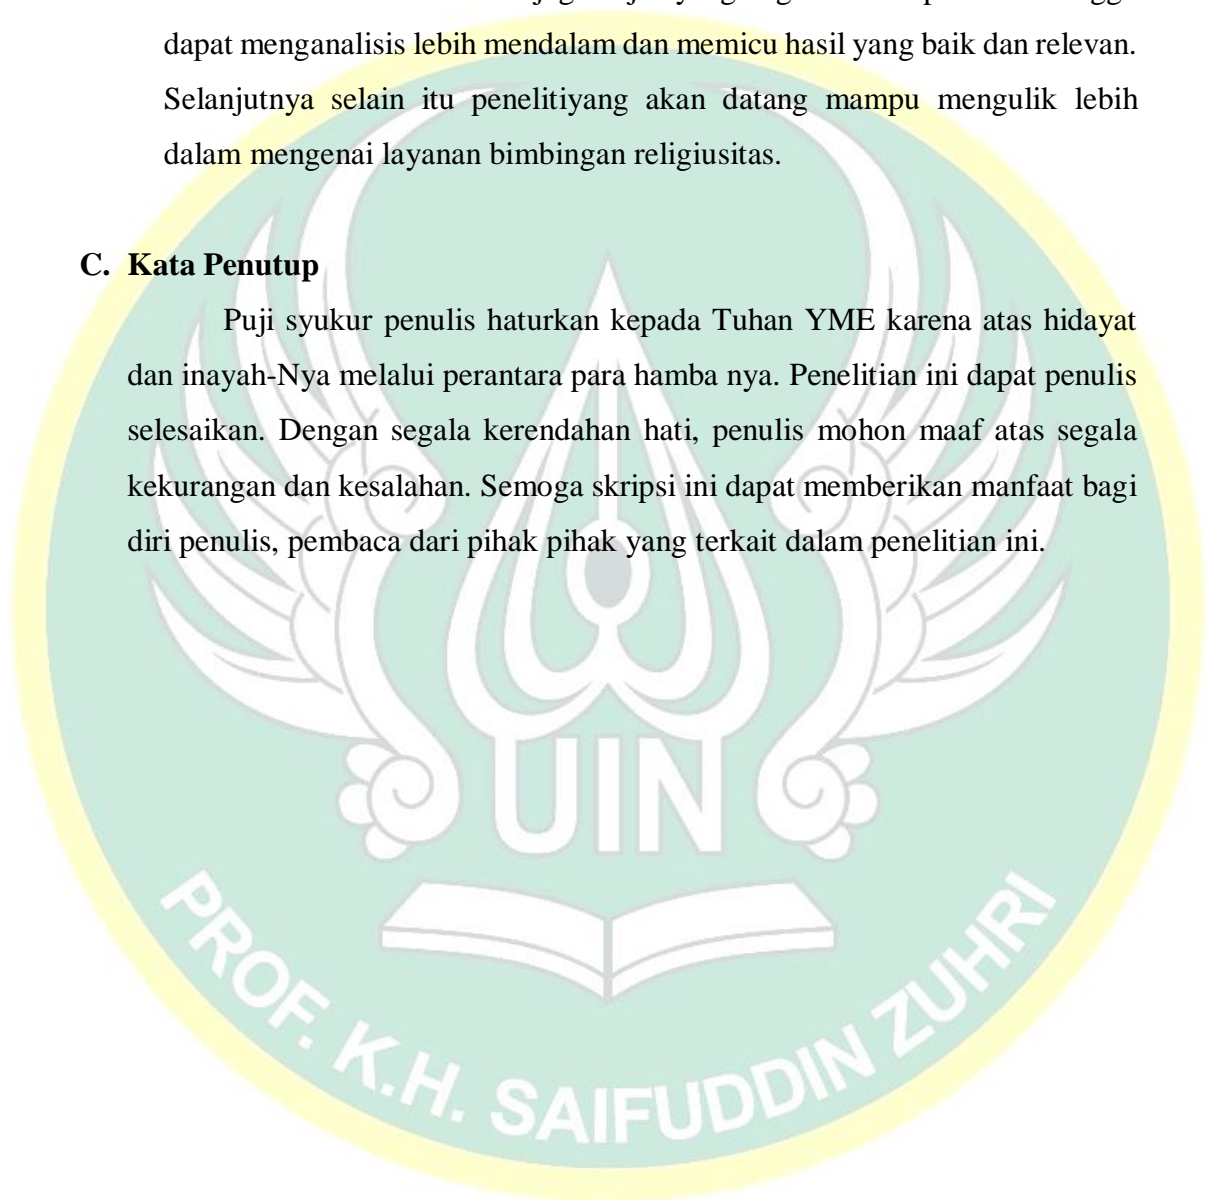 dapat menganalisis lebih mendalam dan memicu hasil yang baik dan relevan.
Selanjutnya selain itu penelitiyang akan datang mampu mengulik lebih
dalam mengenai layanan bimbingan religiusitas.
C. Kata Penutup
Puji syukur penulis haturkan kepada Tuhan YME karena atas hidayat
dan inayah-Nya melalui perantara para hamba nya. Penelitian ini dapat penulis
selesaikan. Dengan segala kerendahan hati, penulis mohon maaf atas segala
kekurangan dan kesalahan. Semoga skripsi ini dapat memberikan manfaat bagi
diri penulis, pembaca dari pihak pihak yang terkait dalam penelitian ini.
UIN
PROF. K.H. SAIFUDDIN ZUHRI